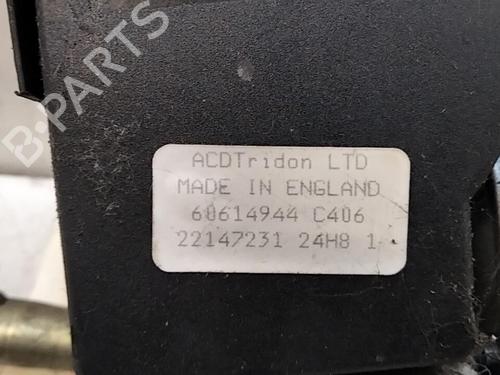 B-PARTS
ACDTridon LTD
MADE IN ENGLAND
60614944 C406
22147231 24H8 1